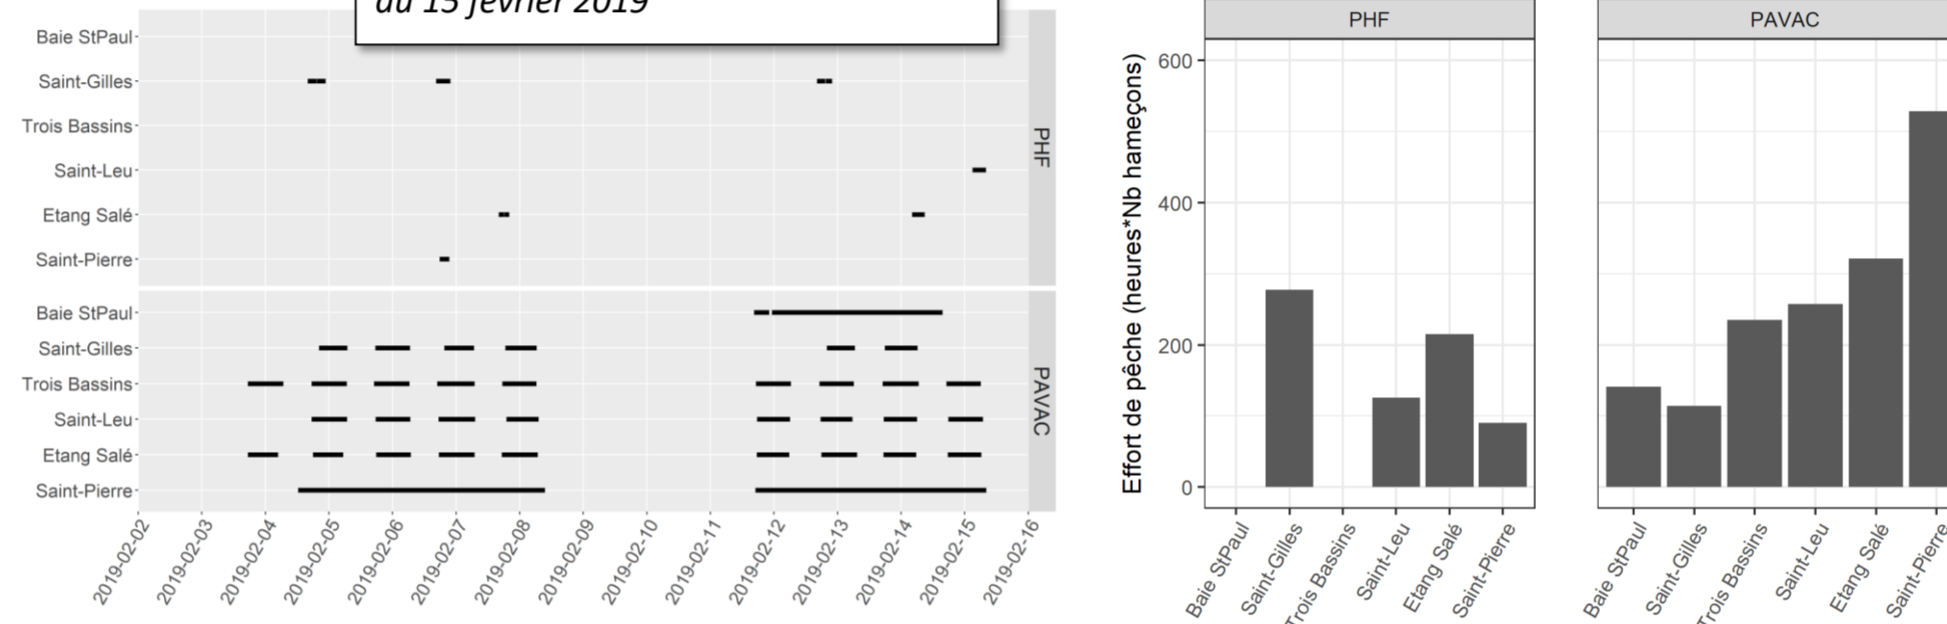 au 15 février 2019
Baie StPaul
Saint-Gilles
Trois Bassins
Saint-Leu
Etang Salé
Saint-Pierre
PHF
Baie StPaul
Saint-Gilles
Trois Bassins
Saint-Leu
Etang Salé
Saint-Pierre
PAVAC
2019-02-02
2019-02-03
2019-02-04
2019-02-05
2019-02-06
2019-02-07
2019-02-08
2019-02-09
2019-02-10
2019-02-11
2019-02-12
2019-02-13
2019-02-14
2019-02-15
2019-02-16
Effort de pêche (heures*Nb hameçons)
600
400
200
0
PHF
Baie StPaul
Saint-Gilles
Trois Bassins
Saint-Leu
Etang Salé
Saint-Pierre
PAVAC
Baie StPaul
Saint-Gilles
Trois Bassins
Saint-Leu
Etang Salé
Saint-Pierre